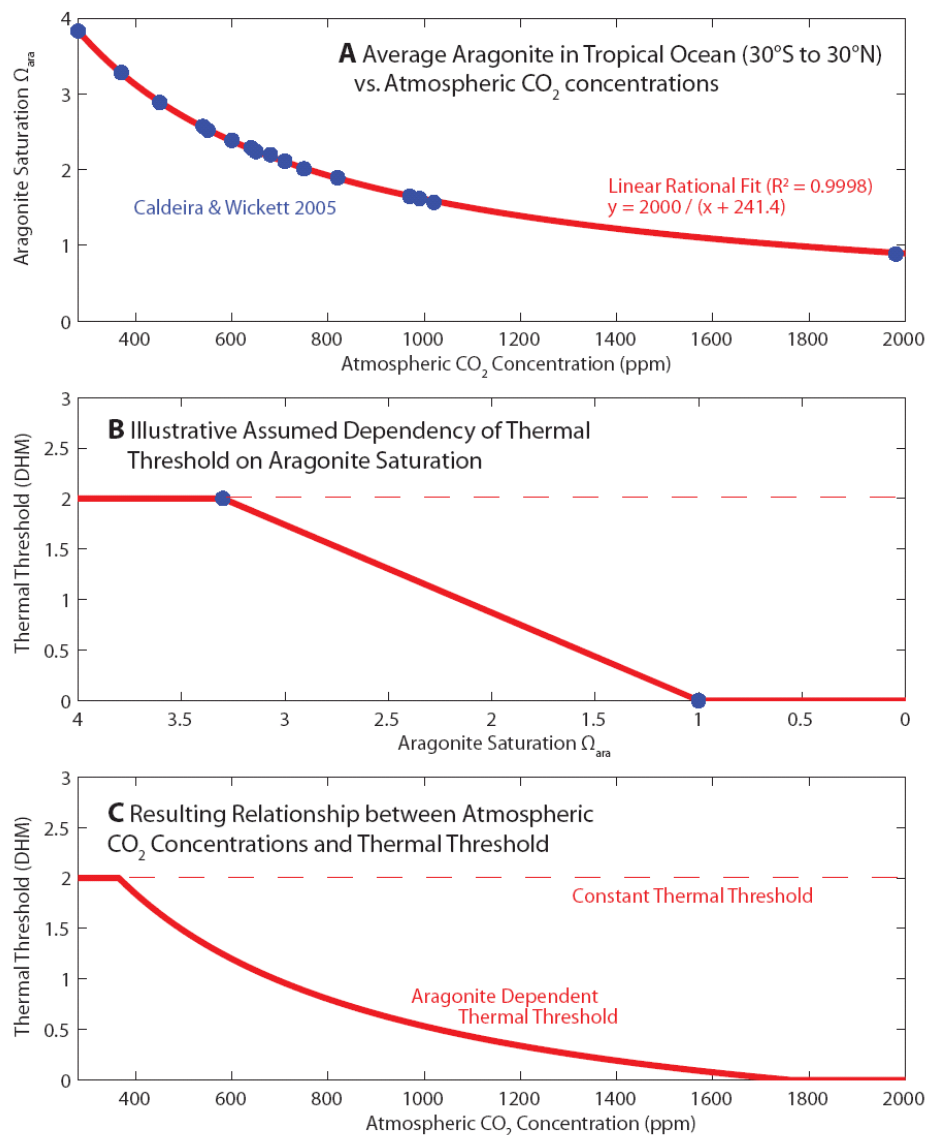 A Average Aragonite in Tropical Ocean (30°S to 30°N)
vs. Atmospheric CO₂ concentrations
Aragonite Saturation Ωara
4
3
2
1
0
Caldeira & Wickett 2005
Linear Rational Fit (R² = 0.9998)
y = 2000 / (x + 241.4)
400 600 800 1000 1200 1400 1600 1800 2000
Atmospheric CO₂ Concentration (ppm)
B Illustrative Assumed Dependency of Thermal
Threshold on Aragonite Saturation
Thermal Threshold (DHM)
3
2.5
2
1.5
1
0.5
0
4 3.5 3 2.5 2 1.5 1 0.5 0
Aragonite Saturation Ωara
C Resulting Relationship between Atmospheric
CO₂ Concentrations and Thermal Threshold
Thermal Threshold (DHM)
3
2.5
2
1.5
1
0.5
0
Constant Thermal Threshold
Aragonite Dependent
Thermal Threshold
400 600 800 1000 1200 1400 1600 1800 2000
Atmospheric CO₂ Concentration (ppm)